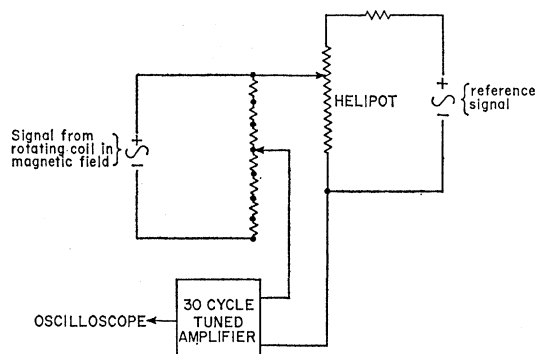 HELIPOT
+
reference
signal
–
Signal from
rotating coil in
magnetic field
+
–
OSCILLOSCOPE
30 CYCLE
TUNED
AMPLIFIER